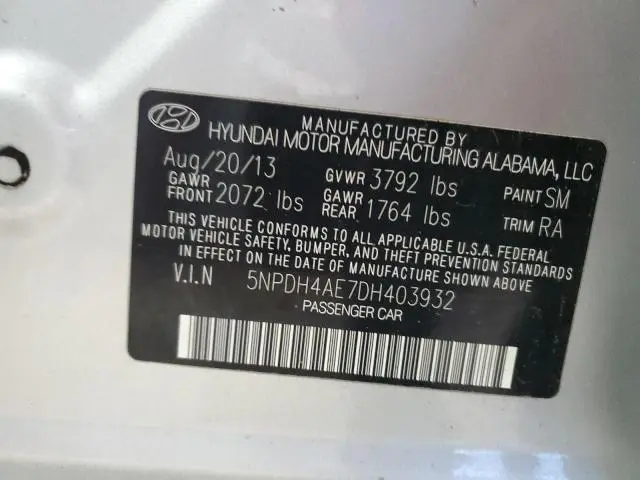 MANUFACTURED BY
HYUNDAI MOTOR MANUFACTURING ALABAMA, LLC
Aug/20/13 GVWR 3792 lbs PAINT SM
GAWR FRONT 2072 lbs GAWR REAR 1764 lbs TRIM RA
THIS VEHICLE CONFORMS TO ALL APPLICABLE U.S.A. FEDERAL
MOTOR VEHICLE SAFETY, BUMPER, AND THEFT PREVENTION STANDARDS
IN EFFECT ON THE DATE OF MANUFACTURE SHOWN ABOVE
V.I.N 5NPDH4AE7DH403932
PASSENGER CAR